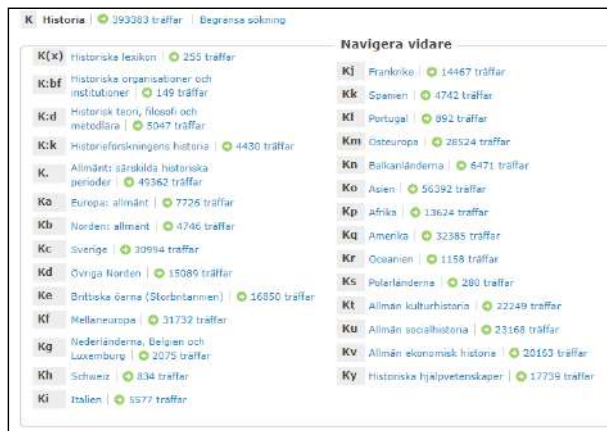 K Historia | 393383 träffar | Begränsa sökning
Navigera vidare
K(x) Historiska lexikon | 255 träffar
K:bf Historiska organisationer och
institutioner | 149 träffar
K:d Historisk teori, filosofi och
metodlära | 5047 träffar
K:k Historieforskningens historia | 4430 träffar
K. Allmänt: särskilda historiska
perioder | 49362 träffar
Ka Europa: allmänt | 7726 träffar
Kb Norden: allmänt | 4746 träffar
Kc Sverige | 30994 träffar
Kd Övriga Norden | 15089 träffar
Ke Brittiska öarna (Storbritannien) | 16850 träffar
Kf Mellaneuropa | 31732 träffar
Kg Nederländerna, Belgien och
Luxemburg | 2075 träffar
Kh Schweiz | 834 träffar
Ki Italien | 5577 träffar
Kj Frankrike | 14467 träffar
Kk Spanien | 4742 träffar
Kl Portugal | 892 träffar
Km Östeuropa | 26524 träffar
Kn Balkanländerna | 6471 träffar
Ko Asien | 56392 träffar
Kp Afrika | 13624 träffar
Kq Amerika | 32385 träffar
Kr Oceanien | 1158 träffar
Ks Polarländerna | 280 träffar
Kt Allmän kulturhistoria | 22249 träffar
Ku Allmän socialhistoria | 23168 träffar
Kv Allmän ekonomisk historia | 20163 träffar
Ky Historiska hjälpvetenskaper | 17739 träffar